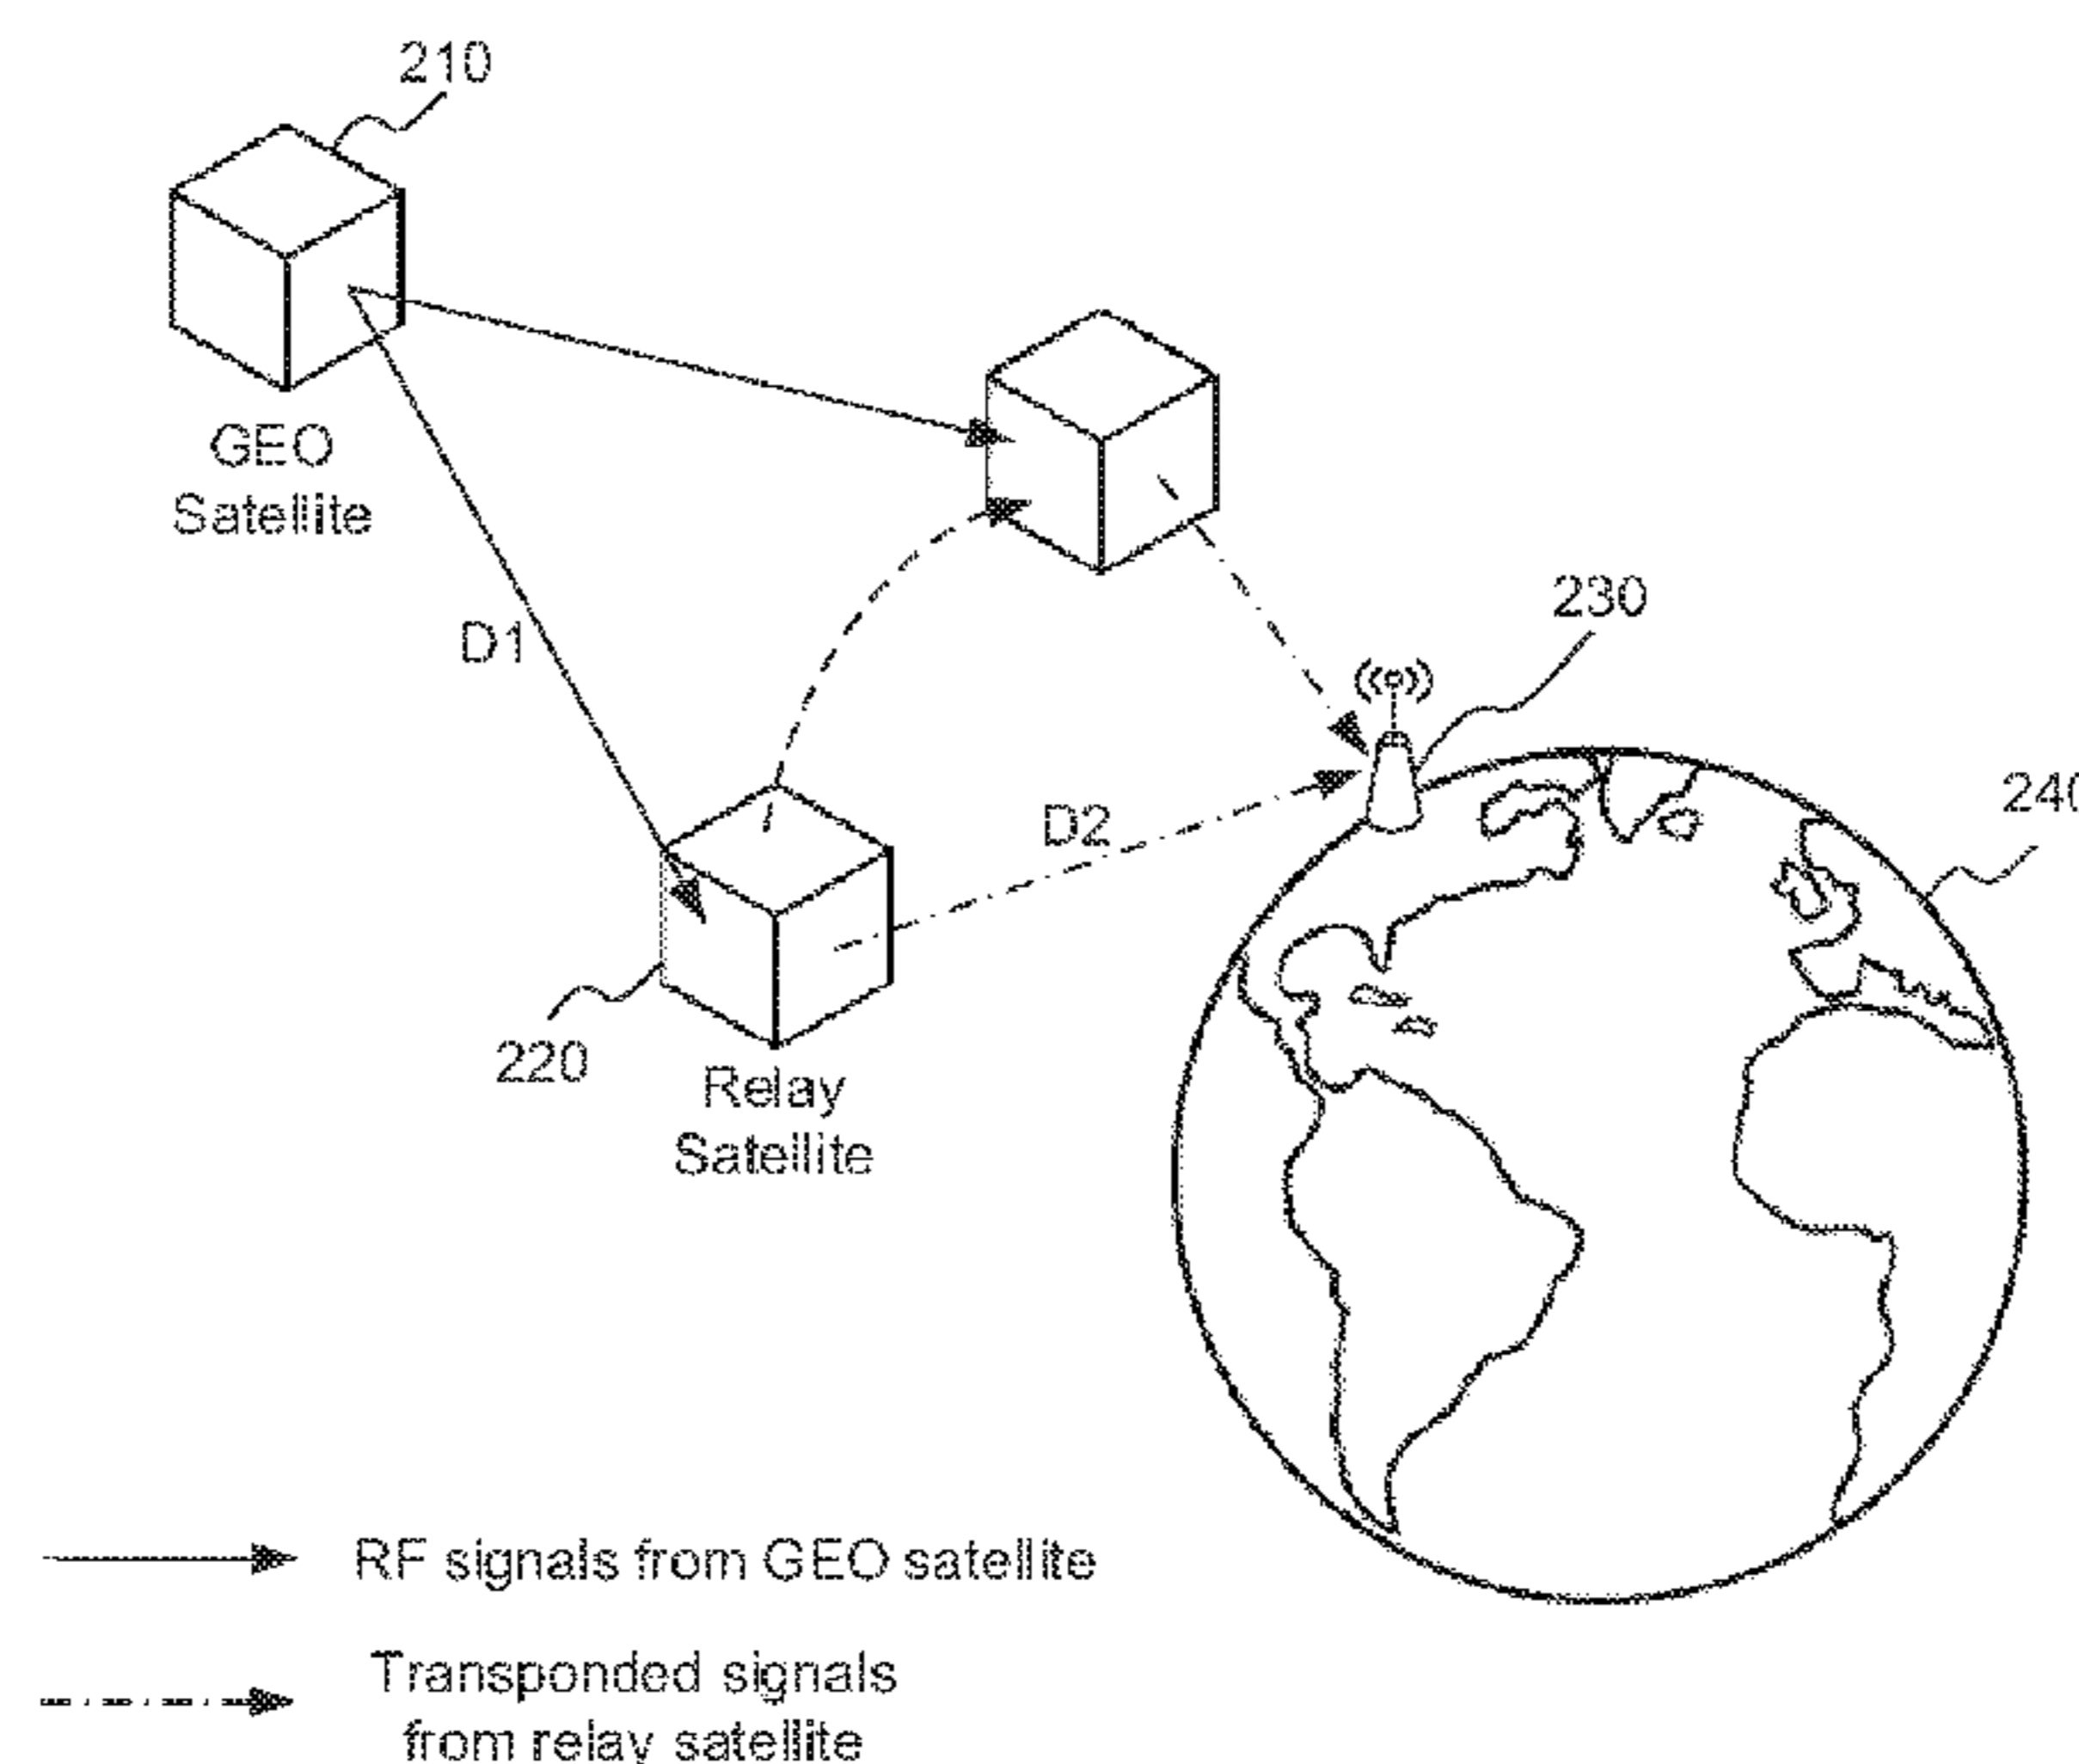 210
GEO
Satellite
D1
230
D2
240
220
Relay
Satellite
RF signals from GEO satellite
Transponded signals
from relay satellite